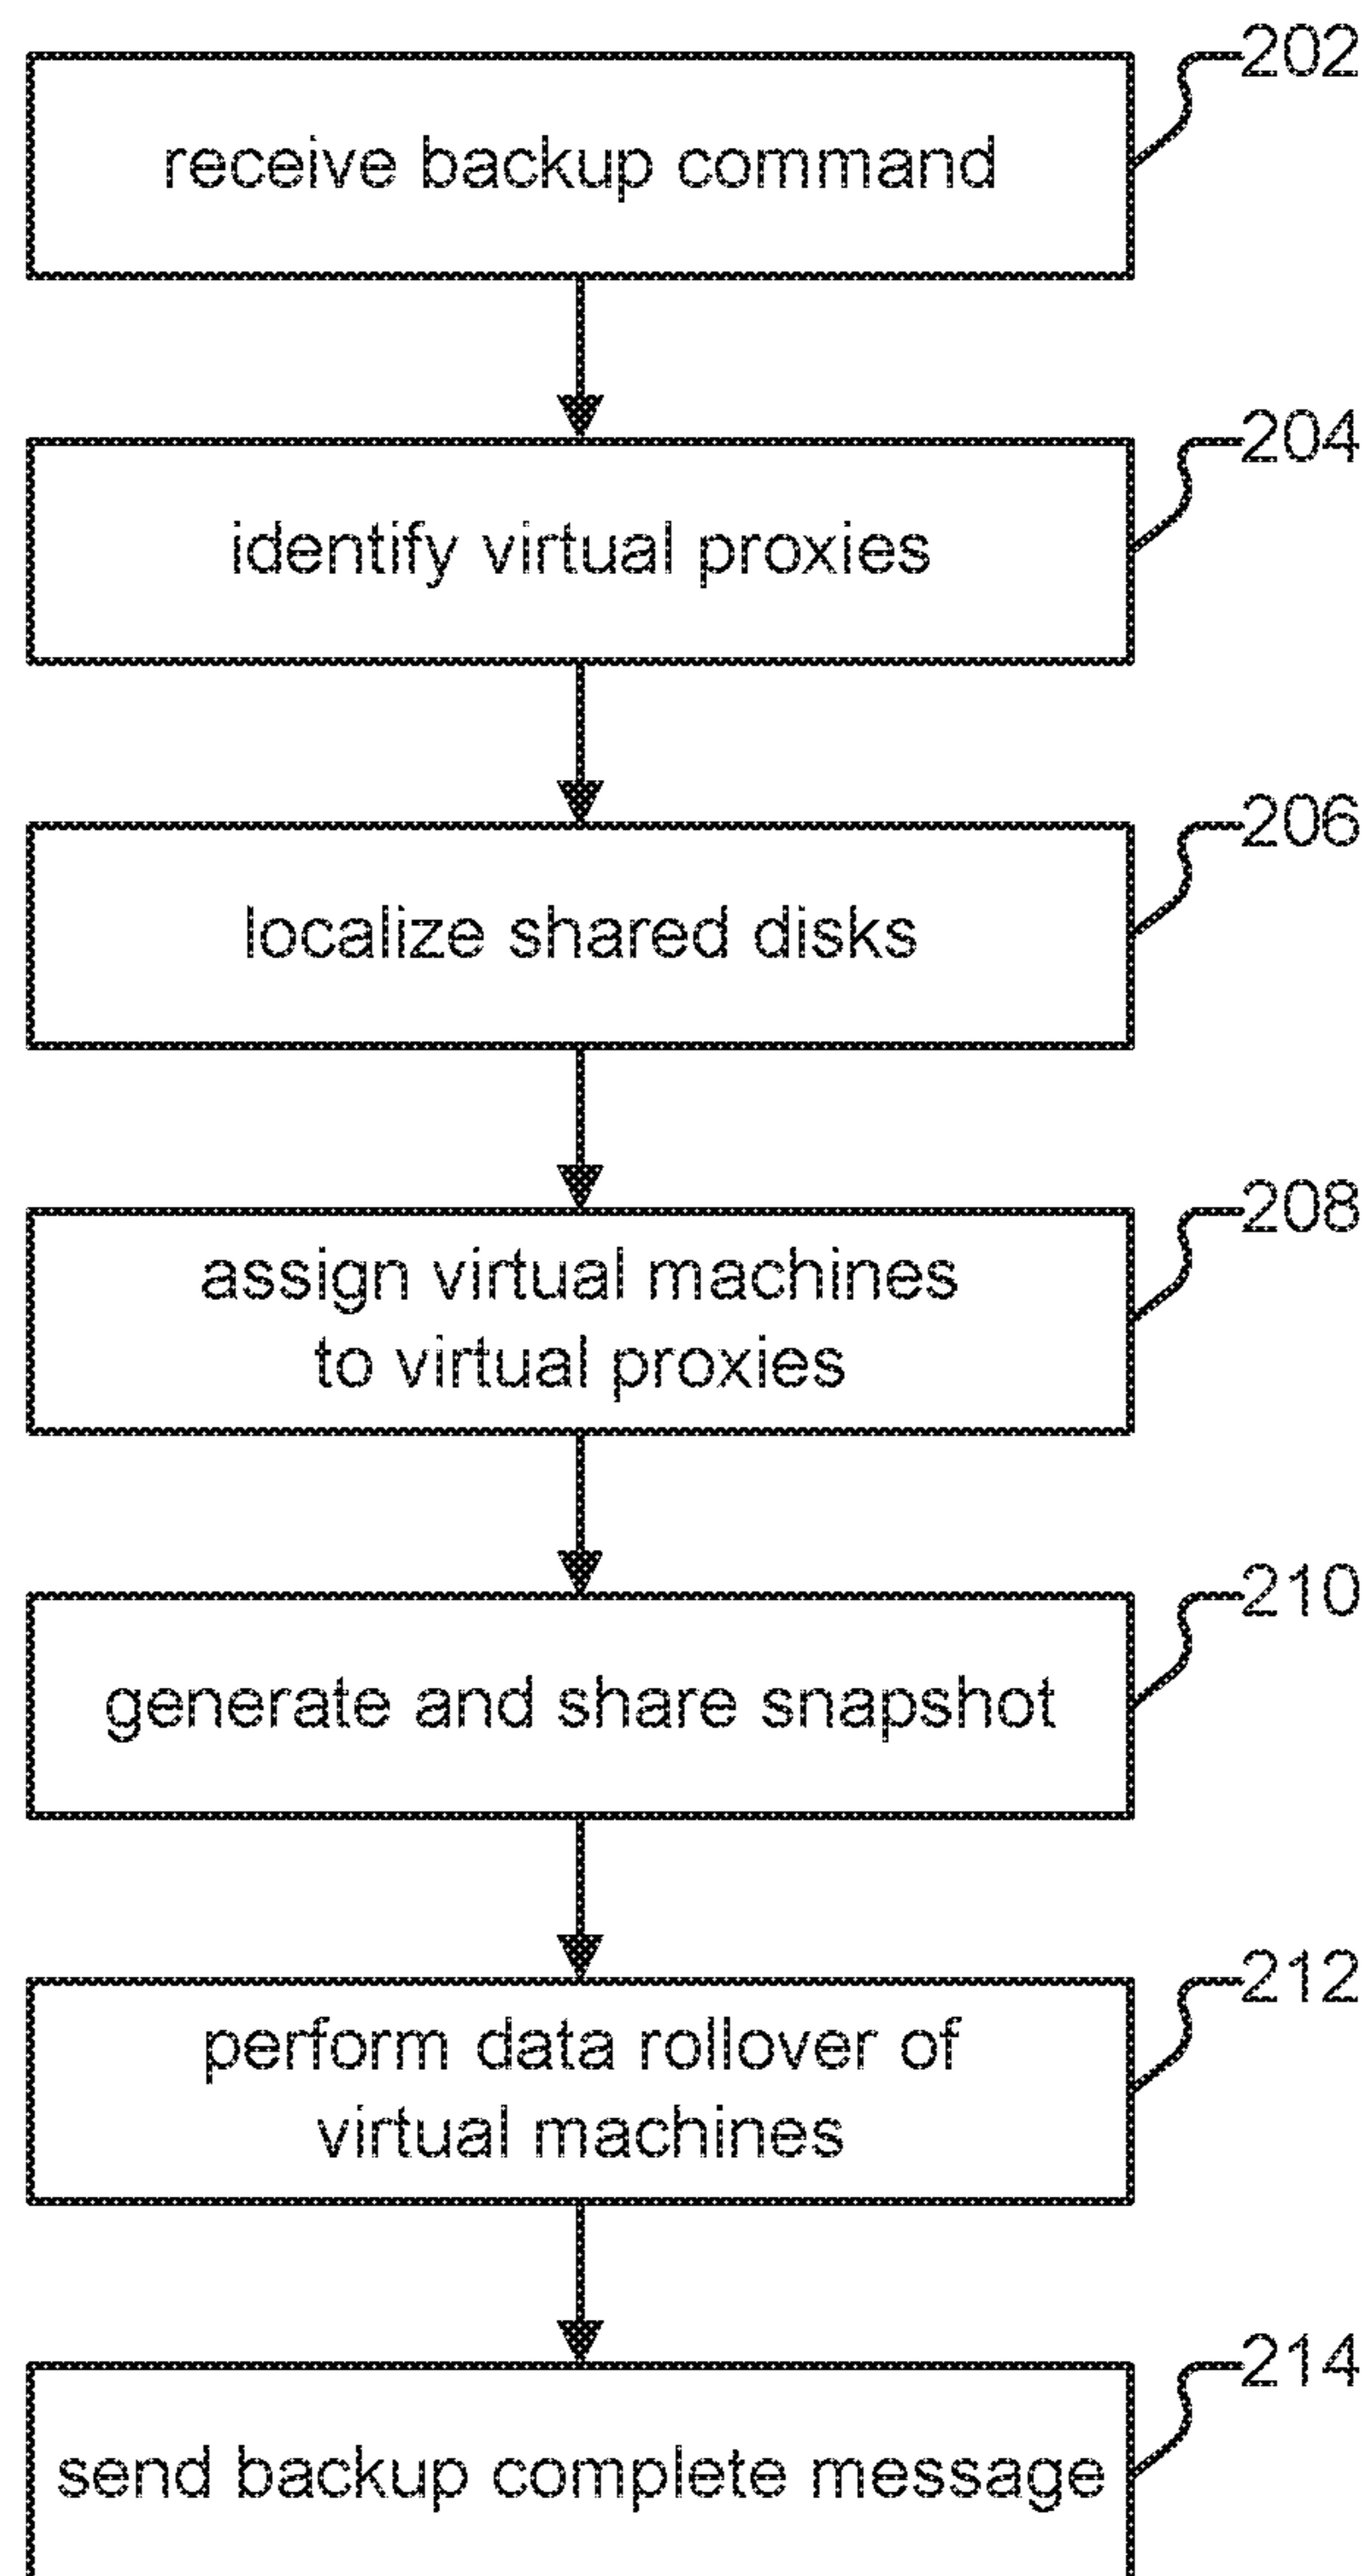 202
receive backup command
204
identify virtual proxies
206
localize shared disks
208
assign virtual machines
to virtual proxies
210
generate and share snapshot
212
perform data rollover of
virtual machines
214
send backup complete message